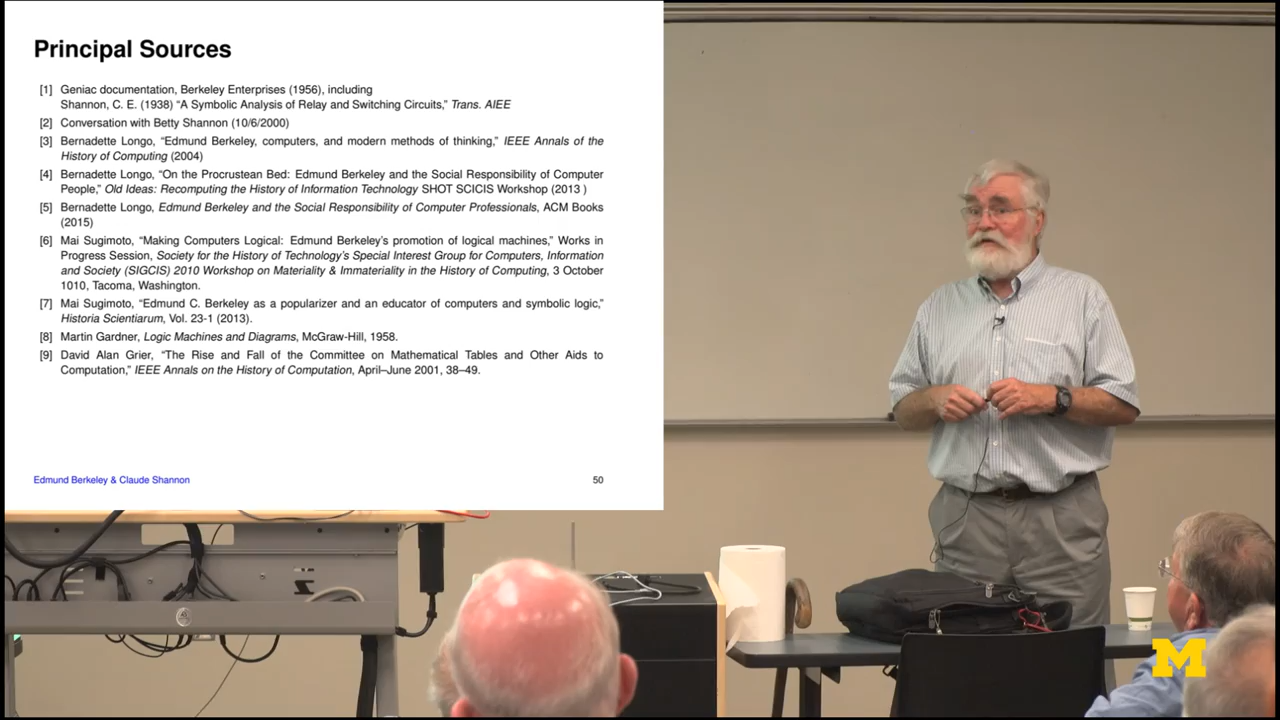 Principal Sources
[1] Geniac documentation, Berkeley Enterprises (1956), including
Shannon, C. E. (1938) “A Symbolic Analysis of Relay and Switching Circuits,” Trans. AIEE
[2] Conversation with Betty Shannon (10/6/2000)
[3] Bernadette Longo, “Edmund Berkeley, computers, and modern methods of thinking,” IEEE Annals of the
History of Computing (2004)
[4] Bernadette Longo, “On the Procrustean Bed: Edmund Berkeley and the Social Responsibility of Computer
People,” Old Ideas: Recomputing the History of Information Technology SHOT SCICIS Workshop (2013 )
[5] Bernadette Longo, Edmund Berkeley and the Social Responsibility of Computer Professionals, ACM Books
(2015)
[6] Mai Sugimoto, “Making Computers Logical: Edmund Berkeley’s promotion of logical machines,” Works in
Progress Session, Society for the History of Technology’s Special Interest Group for Computers, Information
and Society (SIGCIS) 2010 Workshop on Materiality & Immateriality in the History of Computing, 3 October
1010, Tacoma, Washington.
[7] Mai Sugimoto, “Edmund C. Berkeley as a popularizer and an educator of computers and symbolic logic,”
Historia Scientiarum, Vol. 23-1 (2013).
[8] Martin Gardner, Logic Machines and Diagrams, McGraw-Hill, 1958.
[9] David Alan Grier, “The Rise and Fall of the Committee on Mathematical Tables and Other Aids to
Computation,” IEEE Annals on the History of Computation, April–June 2001, 38–49.
Edmund Berkeley & Claude Shannon 50
M